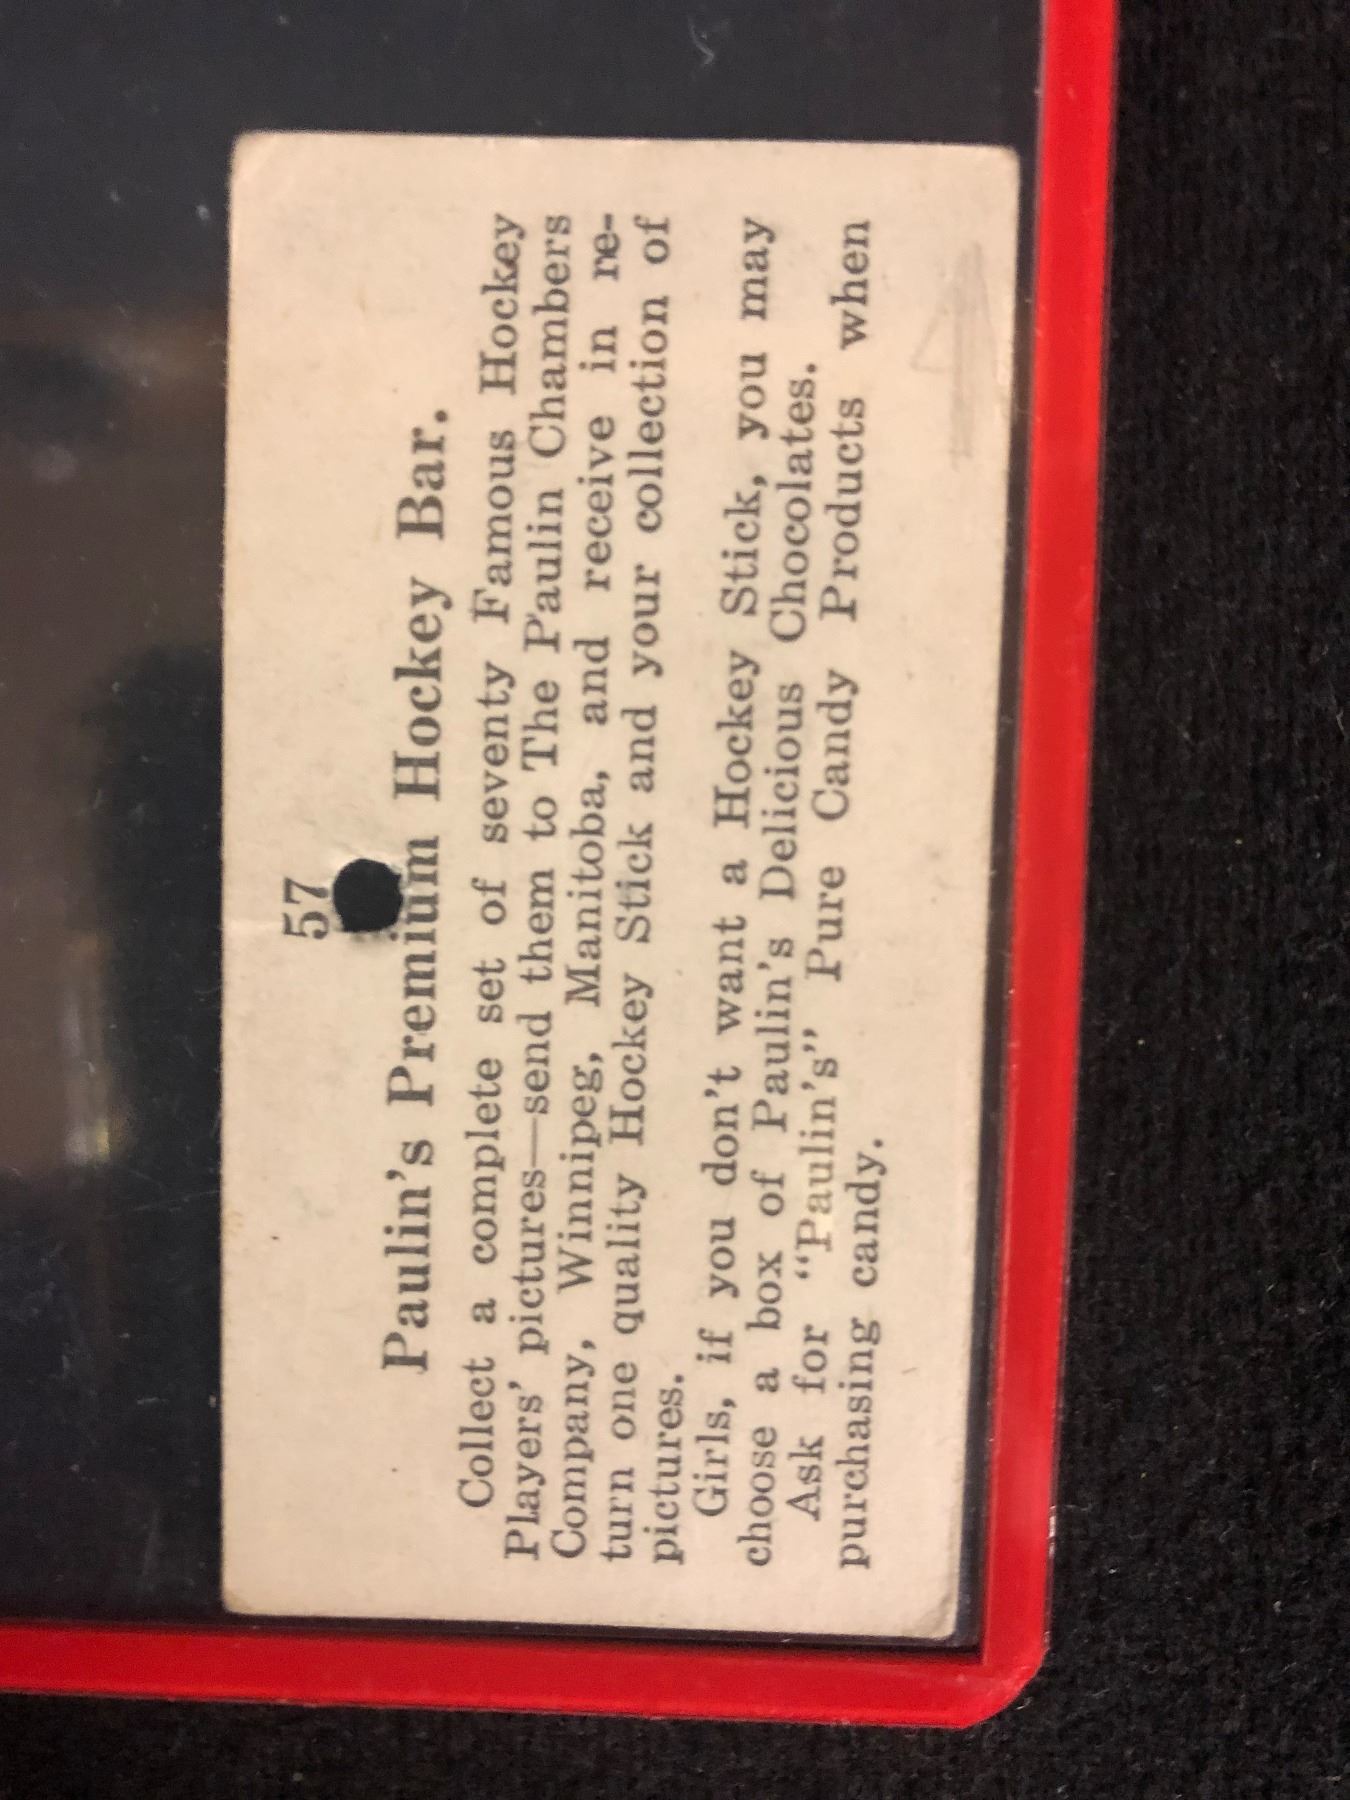 57
Paulin's Premium Hockey Bar.
Collect a complete set of seventy Famous Hockey
Players' pictures—send them to The Paulin Chambers
Company, Winnipeg, Manitoba, and receive in re-
turn one quality Hockey Stick and your collection of
pictures.
Girls, if you don't want a Hockey Stick, you may
choose a box of Paulin's Delicious Chocolates.
Ask for "Paulin's" Pure Candy Products when
purchasing candy.